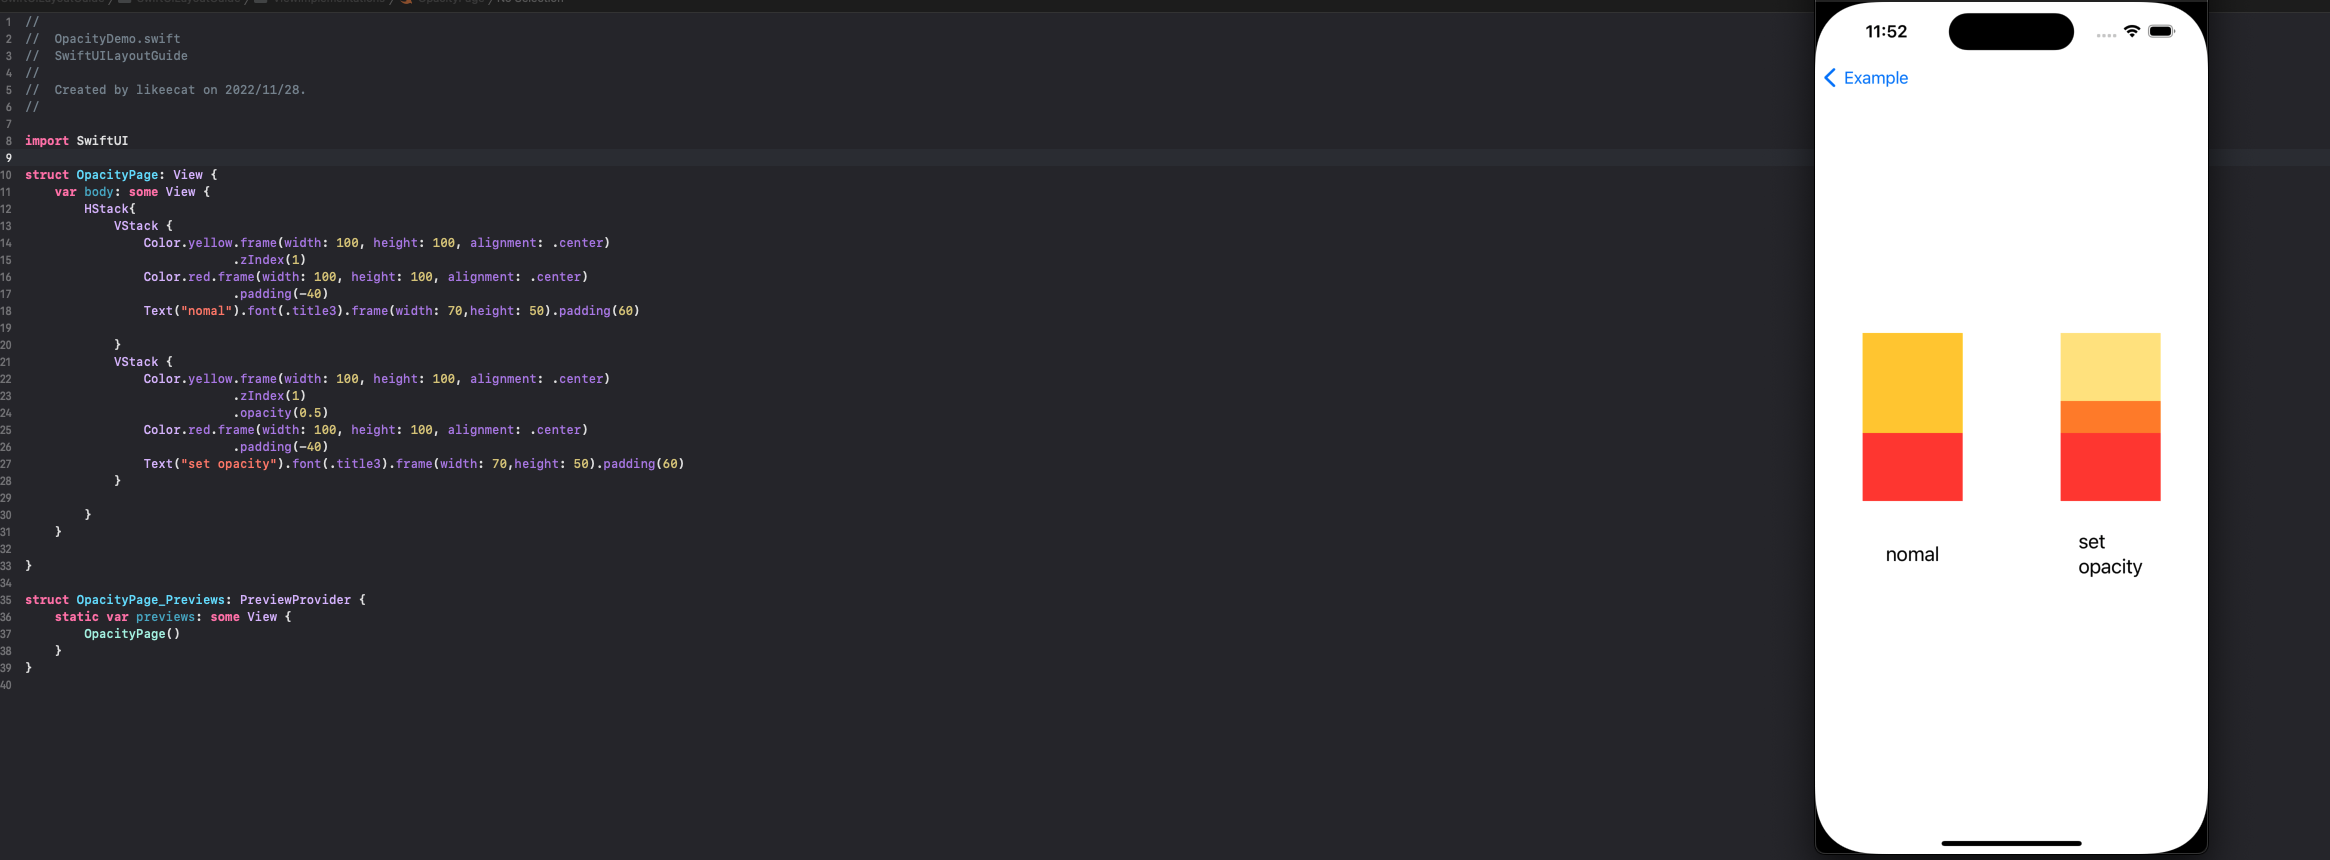 SwiftUILayoutGuide / SwiftUILayoutGuide / ViewImplementations / OpacityPage / No Selection
1 //
2 //  OpacityDemo.swift
3 //  SwiftUILayoutGuide
4 //
5 //  Created by likeecat on 2022/11/28.
6 //
7
8 import SwiftUI
9
10 struct OpacityPage: View {
11     var body: some View {
12         HStack{
13             VStack {
14                 Color.yellow.frame(width: 100, height: 100, alignment: .center)
15                             .zIndex(1)
16                 Color.red.frame(width: 100, height: 100, alignment: .center)
17                             .padding(-40)
18                 Text("nomal").font(.title3).frame(width: 70,height: 50).padding(60)
19
20             }
21             VStack {
22                 Color.yellow.frame(width: 100, height: 100, alignment: .center)
23                             .zIndex(1)
24                             .opacity(0.5)
25                 Color.red.frame(width: 100, height: 100, alignment: .center)
26                             .padding(-40)
27                 Text("set opacity").font(.title3).frame(width: 70,height: 50).padding(60)
28             }
29
30         }
31     }
32
33 }
34
35 struct OpacityPage_Previews: PreviewProvider {
36     static var previews: some View {
37         OpacityPage()
38     }
39 }
40
11:52
Example
nomal
set
opacity